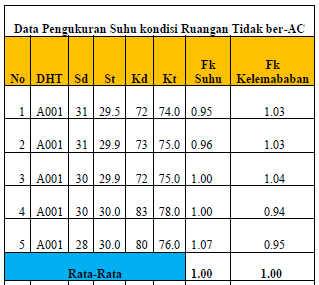 Data Pengukuran Suhu kondisi Ruangan Tidak ber-AC
No DHT Sd St Kd Kt Fk Suhu Fk Kelemababan
1 A001 31 29.5 72 74.0 0.95 1.03
2 A001 31 29.9 73 75.0 0.96 1.03
3 A001 30 29.9 72 75.0 1.00 1.04
4 A001 30 30.0 83 78.0 1.00 0.94
5 A001 28 30.0 80 76.0 1.07 0.95
Rata-Rata 1.00 1.00